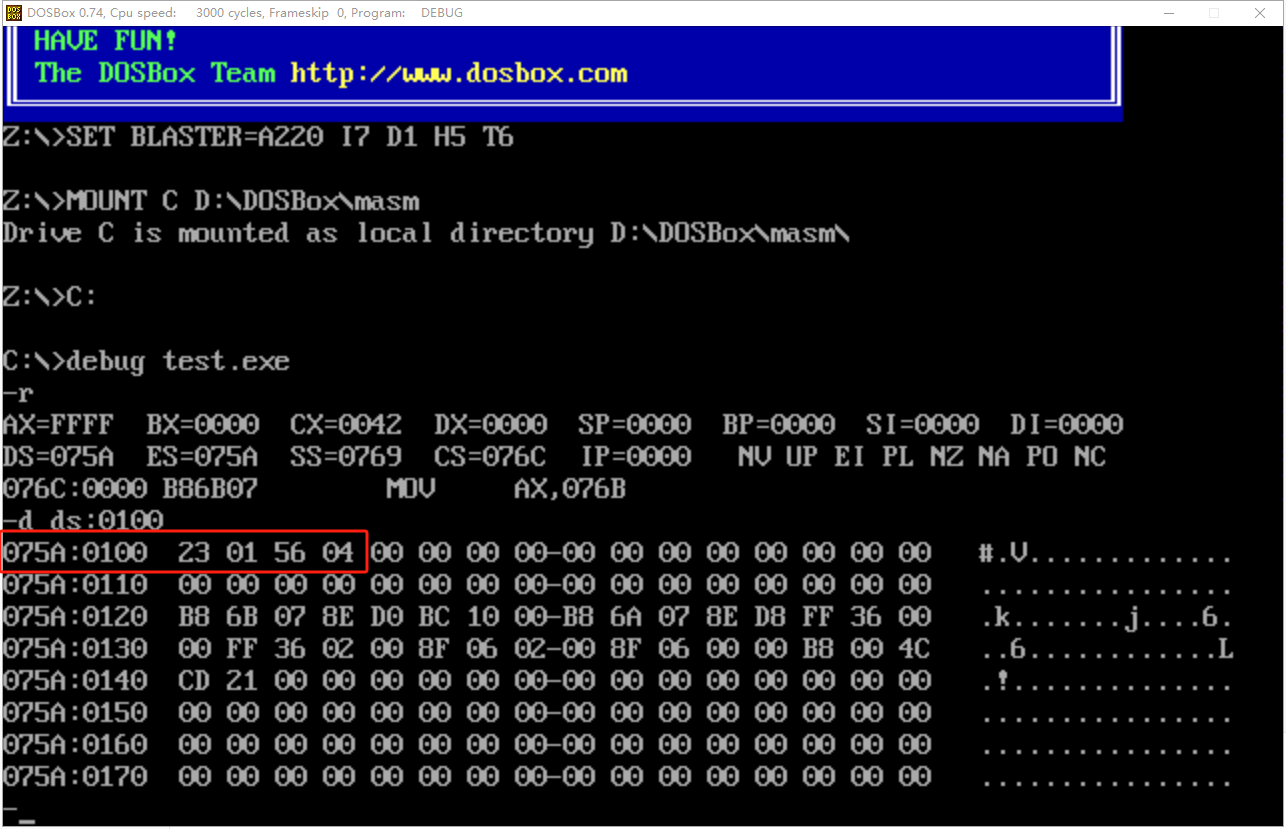 DOSBox 0.74, Cpu speed: 3000 cycles, Frameskip 0, Program: DEBUG
HAVE FUN!
The DOSBox Team http://www.dosbox.com
Z:\>SET BLASTER=A220 I7 D1 H5 T6
Z:\>MOUNT C D:\DOSBox\masm
Drive C is mounted as local directory D:\DOSBox\masm\
Z:\>C:
C:\>debug test.exe
-r
AX=FFFF BX=0000 CX=0042 DX=0000 SP=0000 BP=0000 SI=0000 DI=0000
DS=075A ES=075A SS=0769 CS=076C IP=0000 NV UP EI PL NZ NA PO NC
076C:0000 B86B07 MOV AX,076B
-d ds:0100
075A:0100 23 01 56 04 00 00 00 00-00 00 00 00 00 00 00 00 #.V.............
075A:0110 00 00 00 00 00 00 00 00-00 00 00 00 00 00 00 00 ................
075A:0120 B8 6B 07 8E D0 BC 10 00-B8 6A 07 8E D8 FF 36 00 .k.......j....6.
075A:0130 00 FF 36 02 00 8F 06 02-00 8F 06 00 00 B8 00 4C ..6............L
075A:0140 CD 21 00 00 00 00 00 00-00 00 00 00 00 00 00 00 .!..............
075A:0150 00 00 00 00 00 00 00 00-00 00 00 00 00 00 00 00 ................
075A:0160 00 00 00 00 00 00 00 00-00 00 00 00 00 00 00 00 ................
075A:0170 00 00 00 00 00 00 00 00-00 00 00 00 00 00 00 00 ................
-_